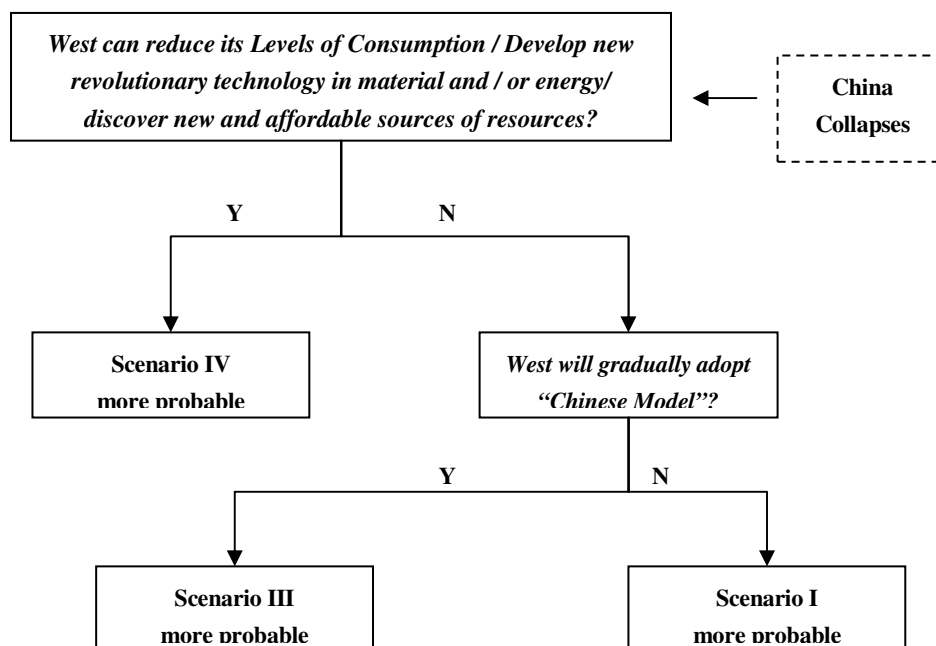 West can reduce its Levels of Consumption / Develop new
revolutionary technology in material and / or energy/
discover new and affordable sources of resources?
China
Collapses
Y
N
Scenario IV
more probable
West will gradually adopt
“Chinese Model”?
Y
N
Scenario III
more probable
Scenario I
more probable